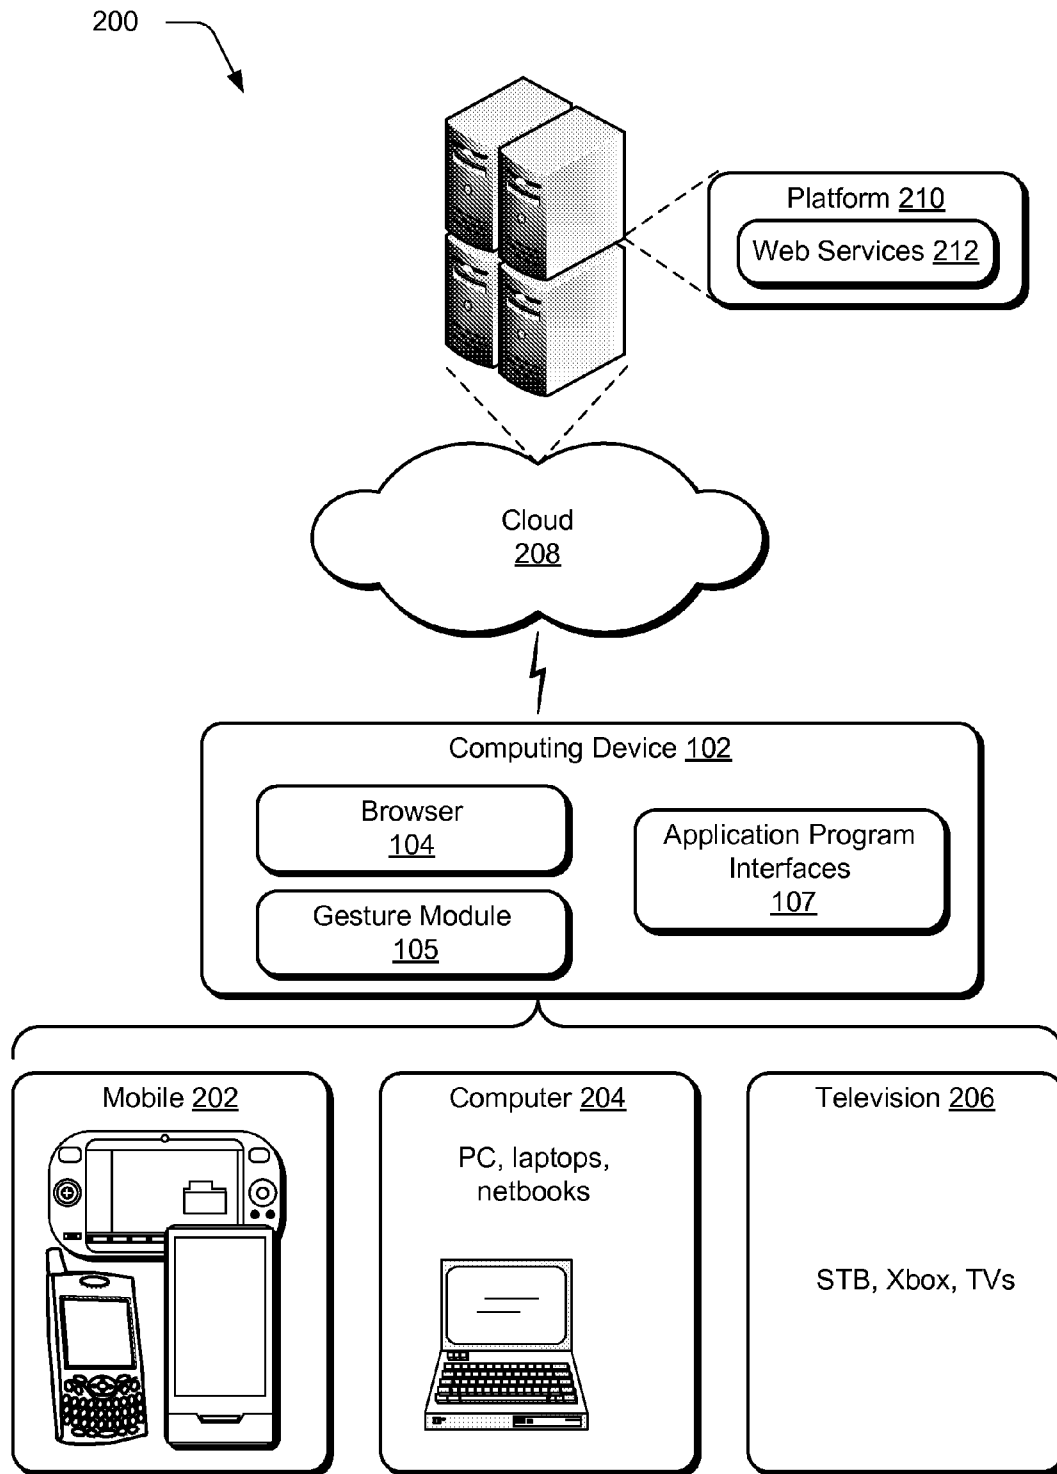 200
Platform 210
Web Services 212
Cloud
208
Computing Device 102
Browser
104
Application Program
Interfaces
107
Gesture Module
105
Mobile 202
Computer 204
PC, laptops,
netbooks
Television 206
STB, Xbox, TVs